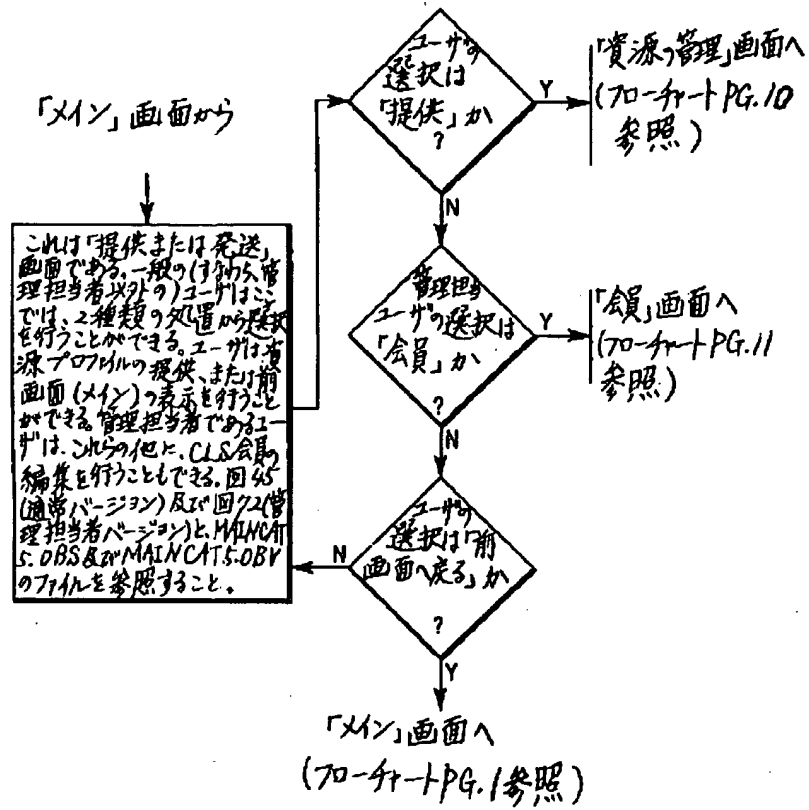 「メイン」画面から
これは「提供または発送」
画面である。一般の(すなわち、管
理担当者以外の)ユーザはここ
では、2種類の処置から選択
を行うことができる。ユーザは、資
源プロファイルの提供、または前
画面(メイン)の表示を行うこと
ができる。管理担当者であるユー
ザは、これらの他に、CLS会員の
編集を行うこともできる。図45
(通常バージョン)及び図72(管
理担当者バージョン)と、MAINCAT
5.OBS及びMAINCAT5.OBV
のファイルを参照すること。
ユーザの
選択は
「提供」か
?
Y
「資源の管理」画面へ
(フローチャートPG.10
参照)
N
管理担当
ユーザの選択は
「会員」か
?
Y
「会員」画面へ
(フローチャートPG.11
参照)
N
ユーザの
選択は「前
画面へ戻る」か
?
N
Y
「メイン」画面へ
(フローチャートPG.1参照)